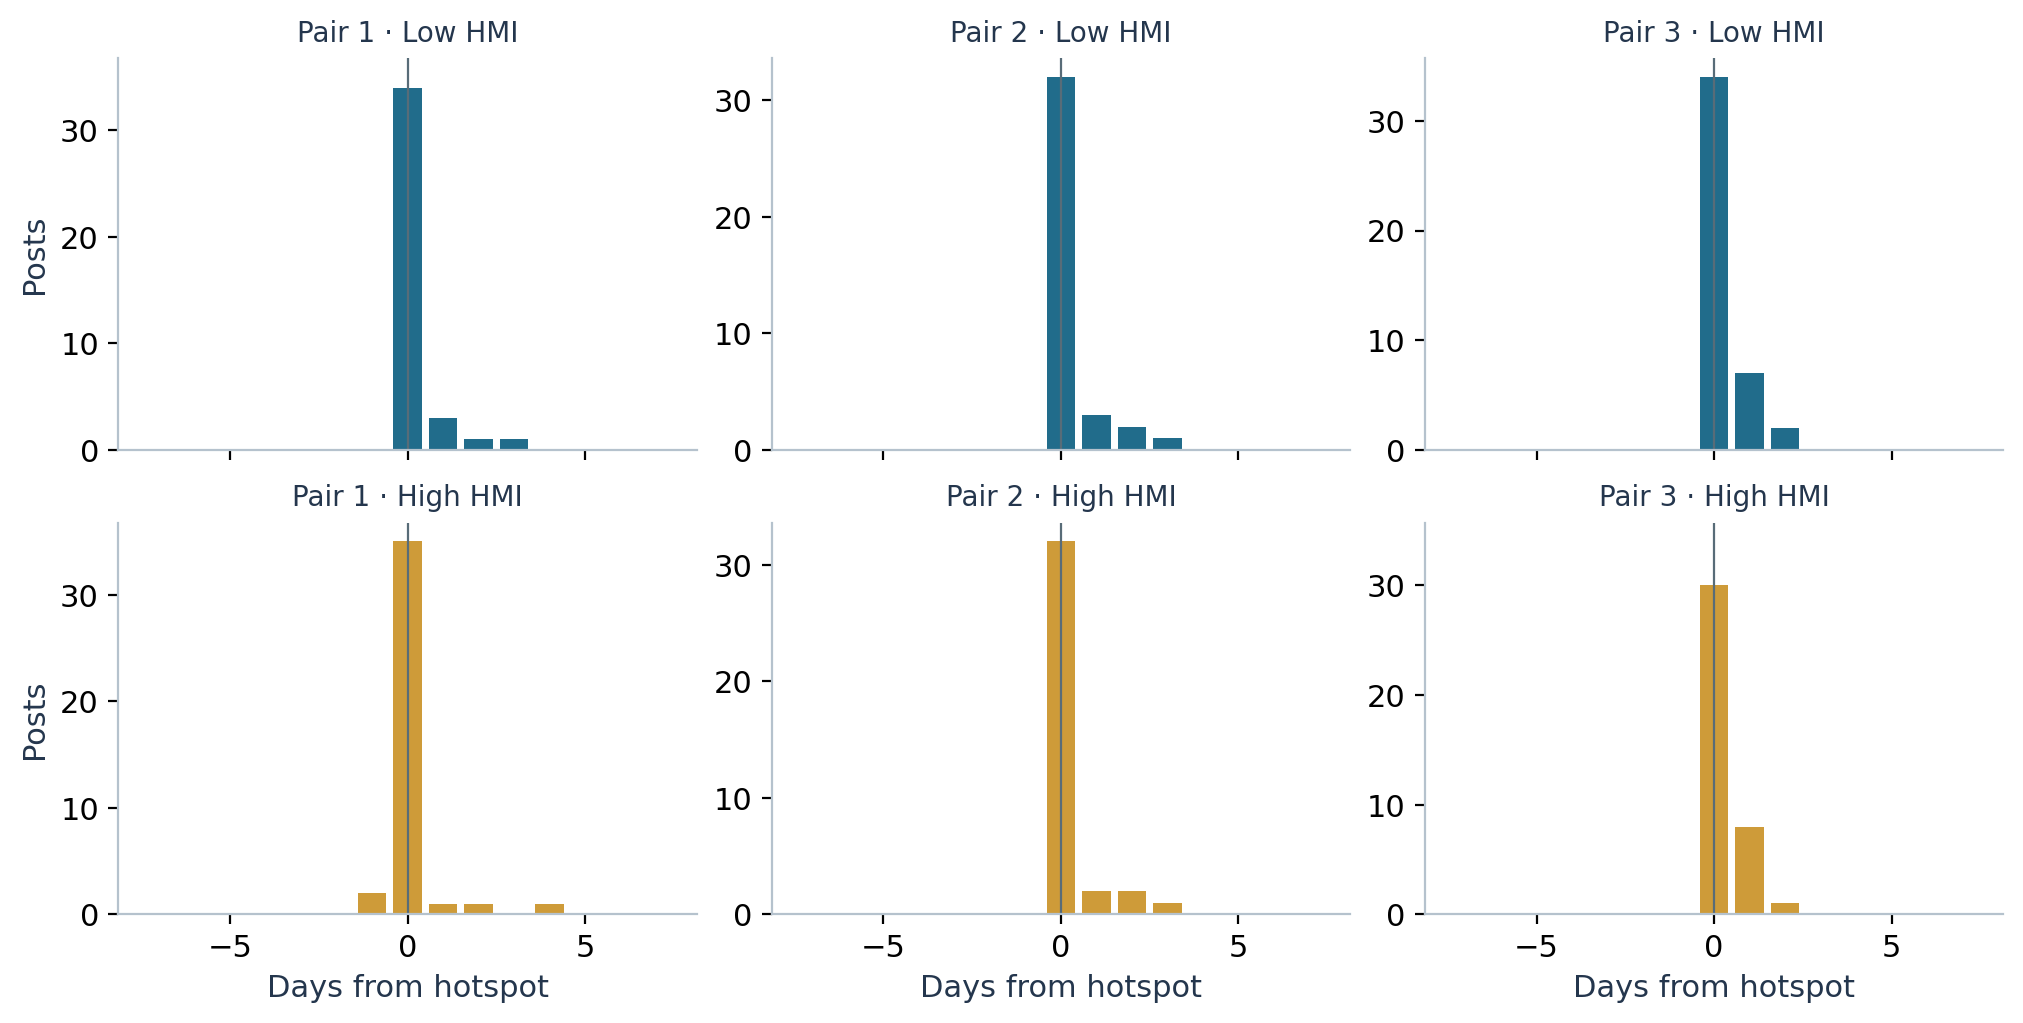 Pair 1 · Low HMI
Pair 2 · Low HMI
Pair 3 · Low HMI
Posts
30
20
10
0
30
20
10
0
30
20
10
0
Pair 1 · High HMI
Pair 2 · High HMI
Pair 3 · High HMI
Posts
30
20
10
0
30
20
10
0
30
20
10
0
−5 0 5
−5 0 5
−5 0 5
Days from hotspot
Days from hotspot
Days from hotspot